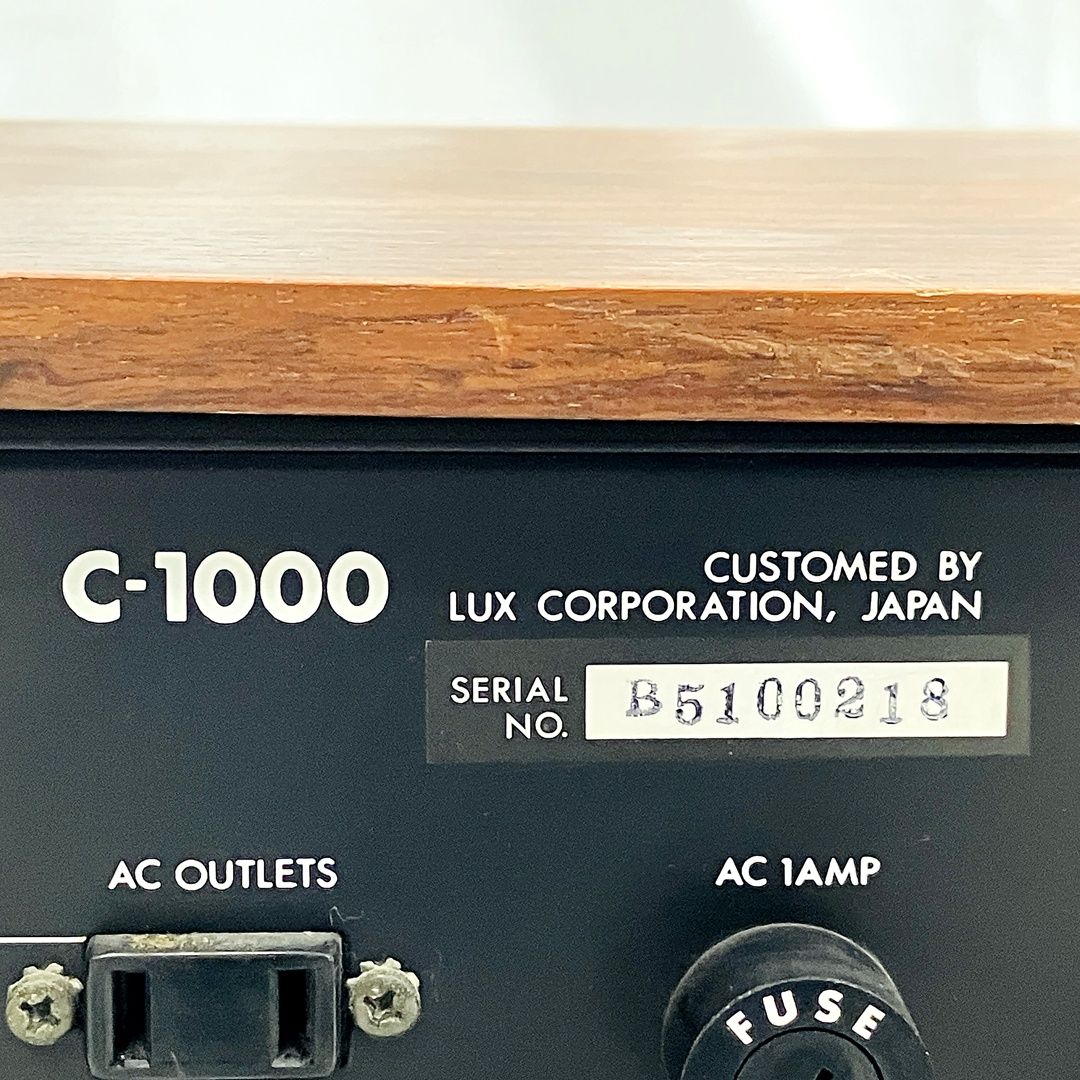 C-1000
CUSTOMED BY
LUX CORPORATION, JAPAN
SERIAL
NO.
B5100218
AC OUTLETS
AC 1AMP
FUSE